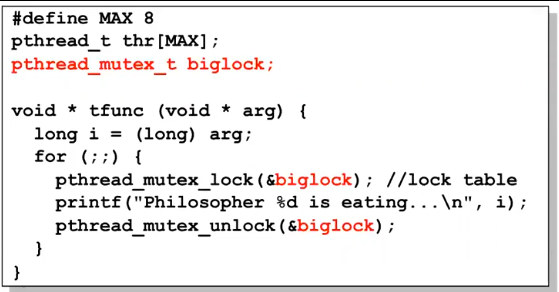 #define MAX 8
pthread_t thr[MAX];
pthread_mutex_t biglock;
void * tfunc (void * arg) {
long i = (long) arg;
for (;;) {
pthread_mutex_lock(&biglock); //lock table
printf("Philosopher %d is eating...\n", i);
pthread_mutex_unlock(&biglock);
}
}